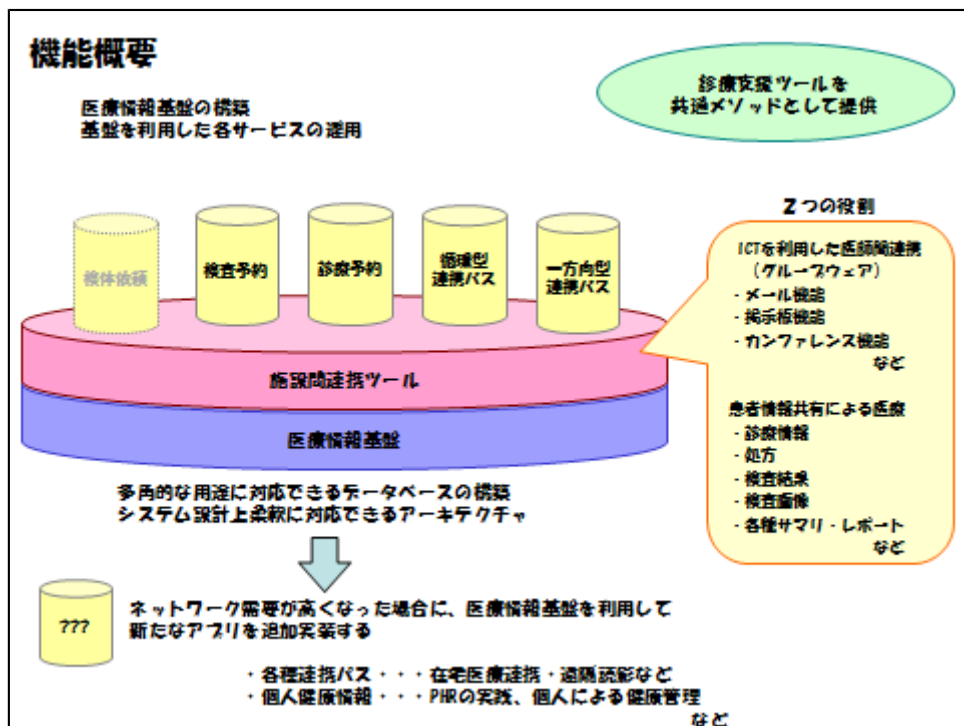 機能概要
医療情報基盤の構築
基盤を利用した各サービスの運用
診療支援ツールを
共通メソッドとして提供
検体依頼
検査予約
診療予約
循環型
連携パス
一方向型
連携パス
施設間連携ツール
医療情報基盤
2つの役割
ICTを利用した医師間連携
(グループウェア)
・メール機能
・掲示板機能
・カンファレンス機能
など
患者情報共有による医療
・診療情報
・処方
・検査結果
・検査画像
・各種サマリ・レポート
など
多角的な用途に対応できるデータベースの構築
システム設計上柔軟に対応できるアーキテクチャ
???
ネットワーク需要が高くなった場合に、医療情報基盤を利用して
新たなアプリを追加実装する
・各種連携パス・・・在宅医療連携・遠隔読影など
・個人健康情報・・・PHRの実践、個人による健康管理
など